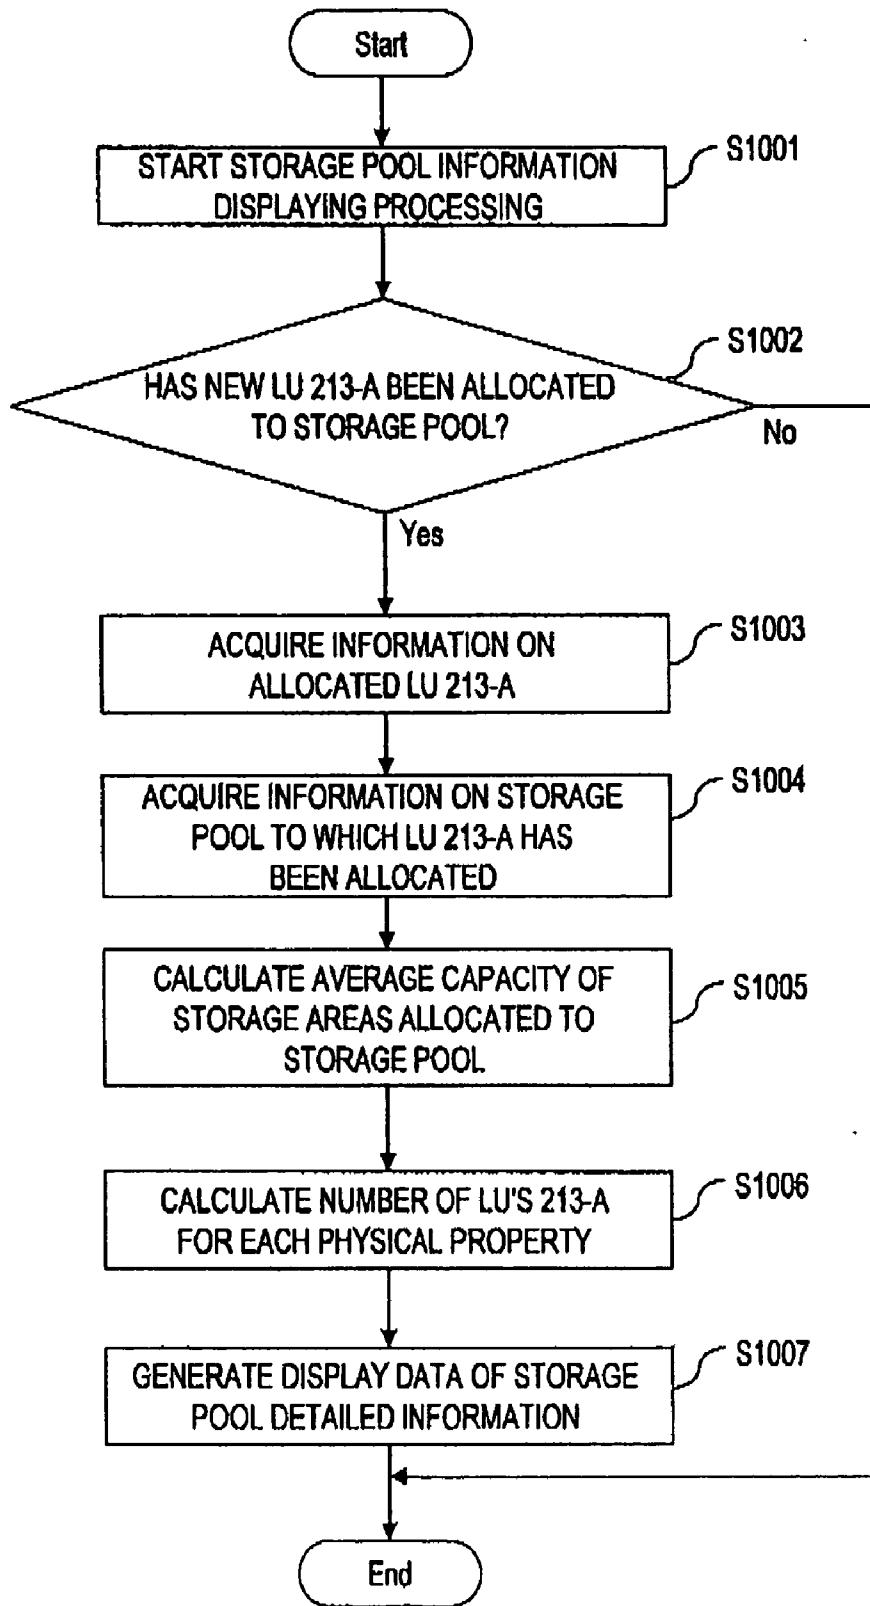 Start
S1001
START STORAGE POOL INFORMATION
DISPLAYING PROCESSING
S1002
HAS NEW LU 213-A BEEN ALLOCATED
TO STORAGE POOL?
No
Yes
S1003
ACQUIRE INFORMATION ON
ALLOCATED LU 213-A
S1004
ACQUIRE INFORMATION ON STORAGE
POOL TO WHICH LU 213-A HAS
BEEN ALLOCATED
S1005
CALCULATE AVERAGE CAPACITY OF
STORAGE AREAS ALLOCATED TO
STORAGE POOL
S1006
CALCULATE NUMBER OF LU'S 213-A
FOR EACH PHYSICAL PROPERTY
S1007
GENERATE DISPLAY DATA OF STORAGE
POOL DETAILED INFORMATION
End